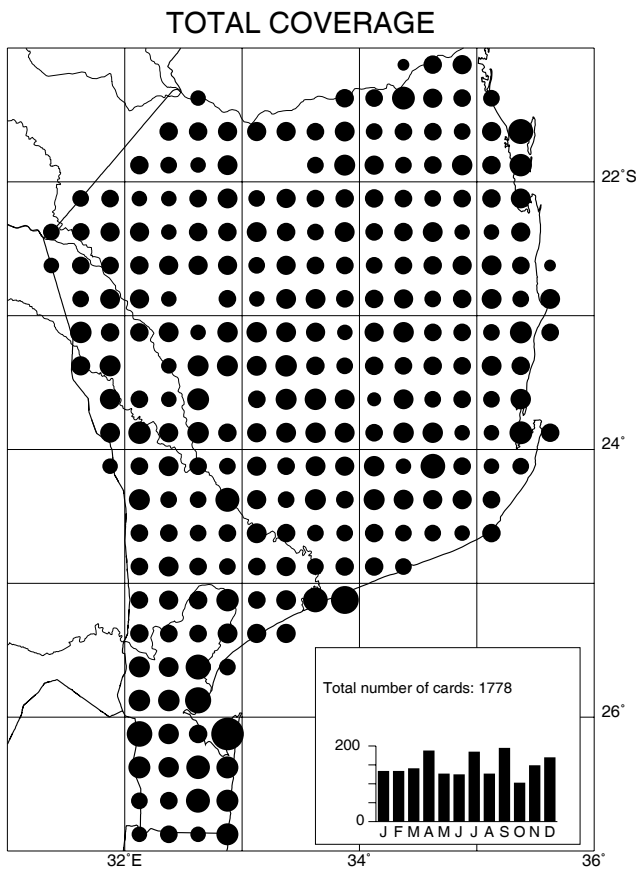 TOTAL COVERAGE
22°S
24°
Total number of cards: 1778
26°
200
0
J F M A M J J A S O N D
32°E 34° 36°